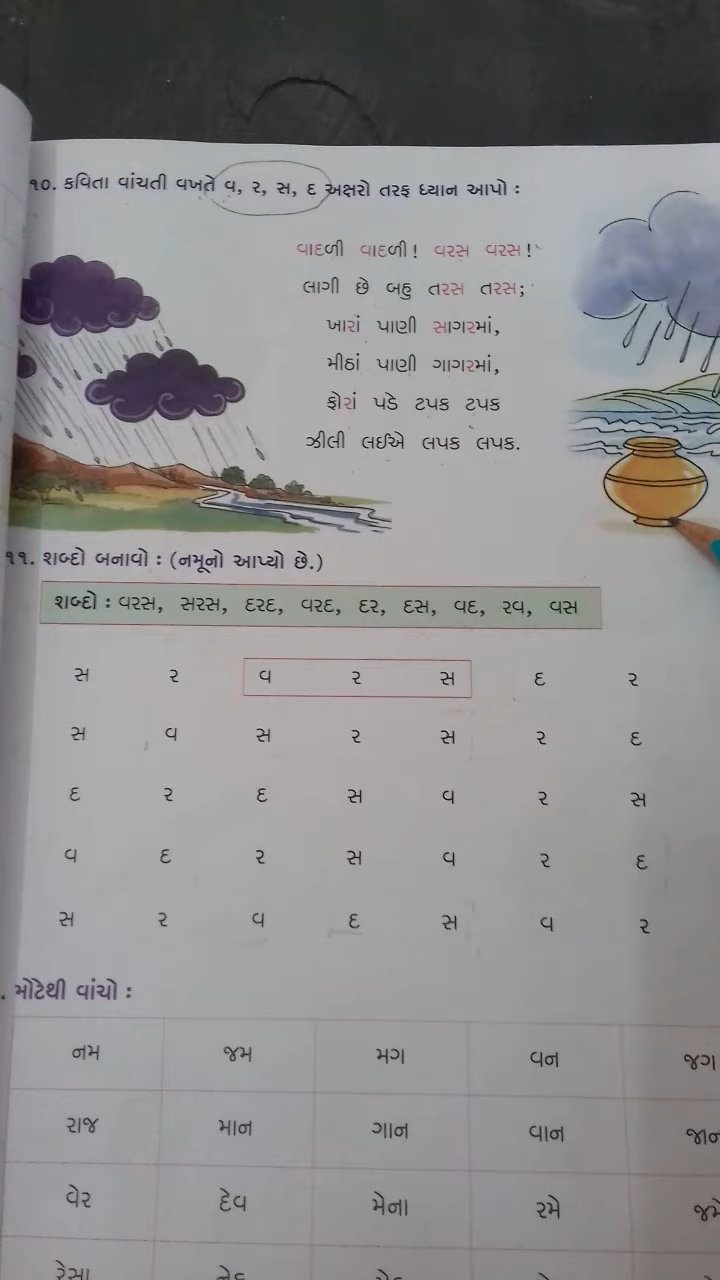 ૧૦. કવિતા વાંચતી વખતે વ, ર, સ, દ અક્ષરો તરફ ધ્યાન આપો :
વાદળી વાદળી! વરસ વરસ!
લાગી છે બહુ તરસ તરસ;
ખારાં પાણી સાગરમાં,
મીઠાં પાણી ગાગરમાં,
ફોરાં પડે ટપક ટપક
ઝીલી લઈએ લપક લપક.
૧૧. શબ્દો બનાવો : (નમૂનો આપ્યો છે.)
શબ્દો : વરસ, સરસ, દરદ, વરદ, દર, દસ, વદ, રવ, વસ
સ ર વ ર સ દ ર
સ વ સ ર સ ર દ
દ ર દ સ વ ર સ
વ દ ર સ વ ર દ
સ ર વ દ સ વ ર
. મોટેથી વાંચો :
નમ જમ મગ વન જગ
રાજ માન ગાન વાન જાન
વેર દેવ મેના રમે જમે